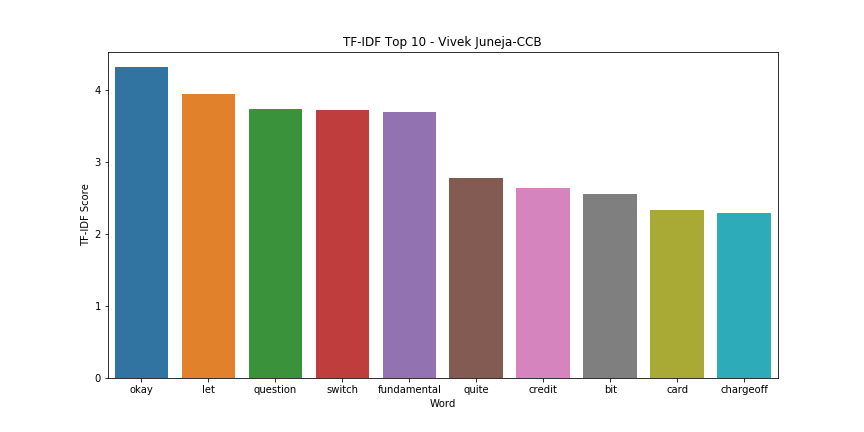 TF-IDF Top 10 - Vivek Juneja-CCB
TF-IDF Score
4
3
2
1
0
okay let question switch fundamental quite credit bit card chargeoff
Word